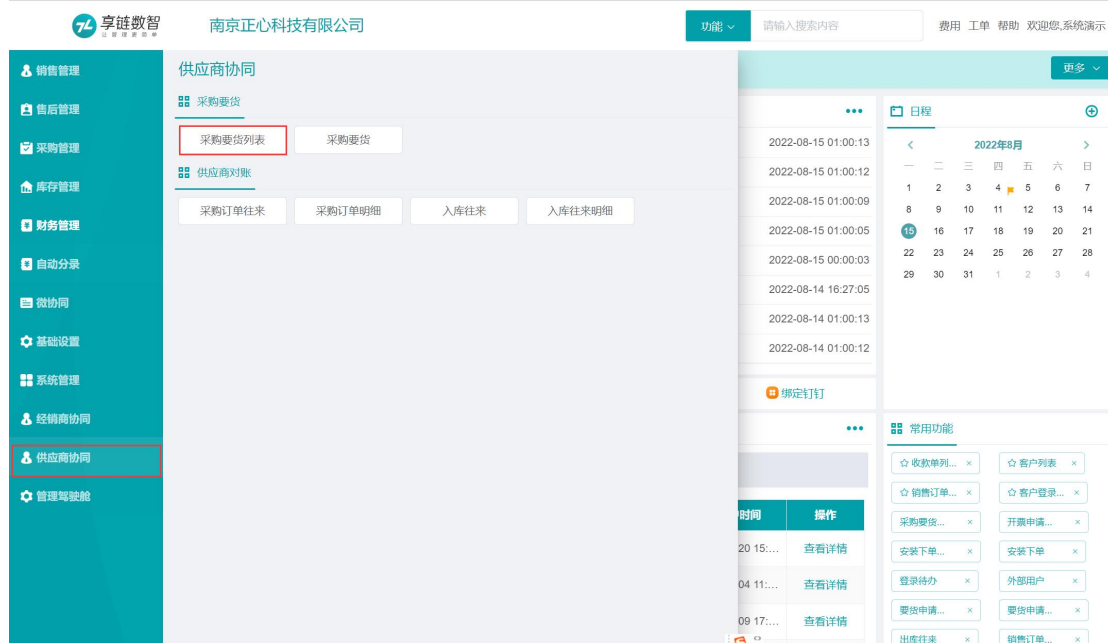 享链数智
让管理更简单
南京正心科技有限公司
功能
请输入搜索内容
费用 工单 帮助 欢迎您,系统演示
销售管理
售后管理
采购管理
库存管理
财务管理
自动分录
微协同
基础设置
系统管理
经销商协同
供应商协同
管理驾驶舱
供应商协同
采购要货
采购要货列表 采购要货
供应商对账
采购订单往来 采购订单明细 入库往来 入库往来明细
更多
2022-08-15 01:00:13
2022-08-15 01:00:12
2022-08-15 01:00:09
2022-08-15 01:00:05
2022-08-15 00:00:03
2022-08-14 16:27:05
2022-08-14 01:00:13
2022-08-14 01:00:12
绑定钉钉
时间 操作
20 15:... 查看详情
04 11:... 查看详情
09 17:... 查看详情
日程
< 2022年8月 >
一 二 三 四 五 六 日
1 2 3 4 5 6 7
8 9 10 11 12 13 14
15 16 17 18 19 20 21
22 23 24 25 26 27 28
29 30 31 1 2 3 4
常用功能
收款单列... × 客户列表 ×
销售订单... × 客户登录... ×
采购要货... × 开票申请... ×
安装下单... × 安装下单 ×
登录待办 × 外部用户 ×
要货申请... × 要货申请... ×
出库往来 × 销售订单... ×